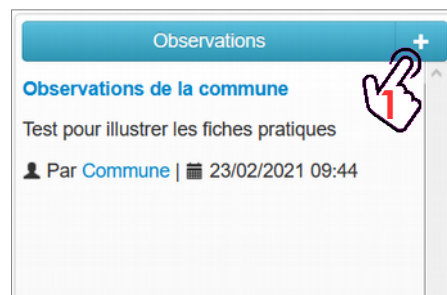 Observations +
1
Observations de la commune
Test pour illustrer les fiches pratiques
Par Commune | 23/02/2021 09:44